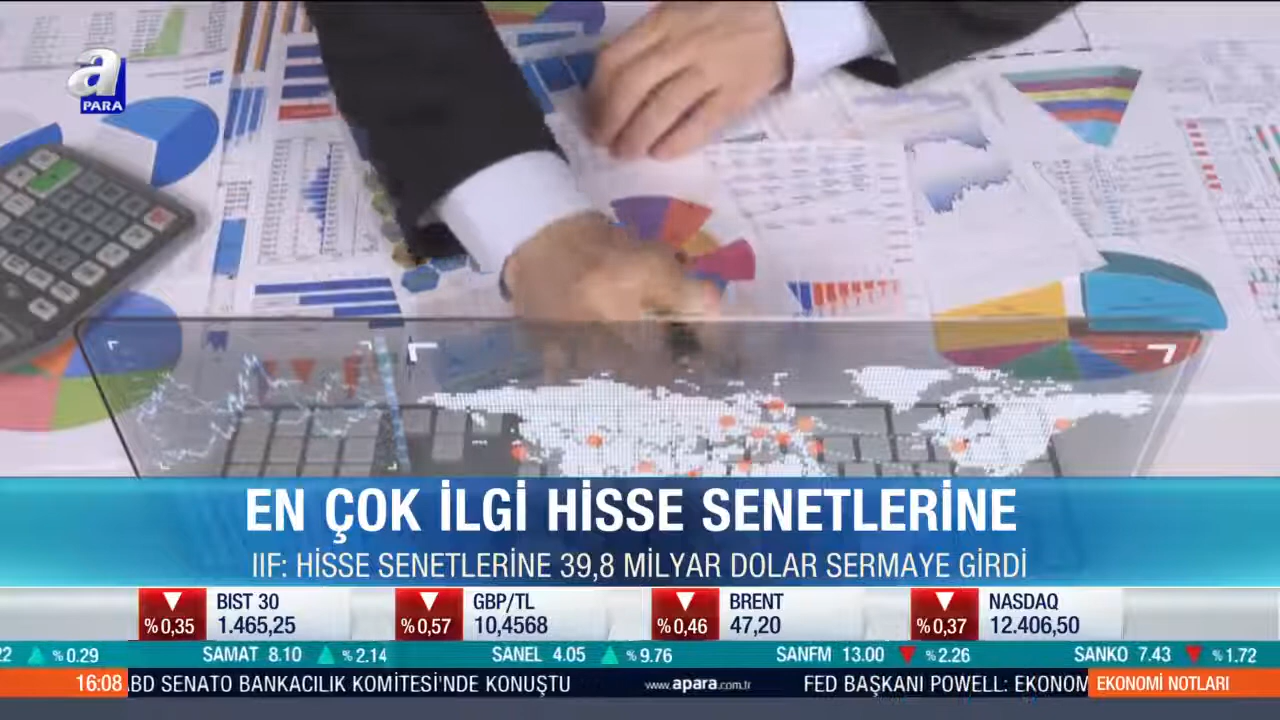 a
PARA
EN ÇOK İLGİ HİSSE SENETLERİNE
IIF: HİSSE SENETLERİNE 39,8 MİLYAR DOLAR SERMAYE GİRDİ
%0,35 BIST 30 1.465,25
%0,57 GBP/TL 10,4568
%0,46 BRENT 47,20
%0,37 NASDAQ 12.406,50
22 %0.29 SAMAT 8.10 %2.14 SANEL 4.05 %9.76 SANFM 13.00 %2.26 SANKO 7.43 %1.72
16:08 BD SENATO BANKACILIK KOMİTESİ'NDE KONUŞTU www.apara.com.tr FED BAŞKANI POWELL: EKONOM EKONOMİ NOTLARI